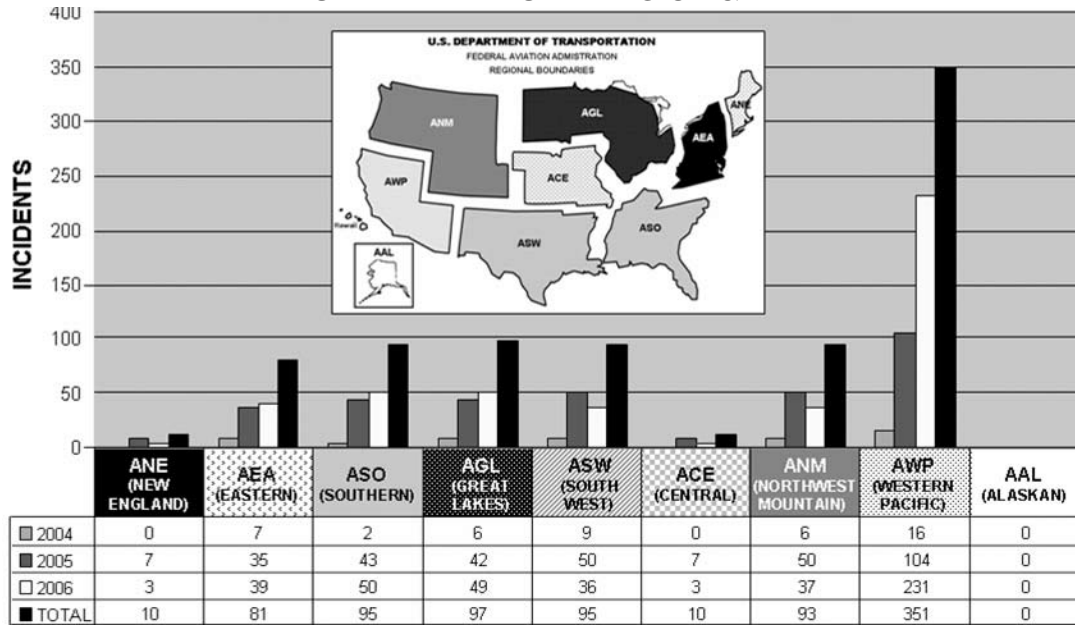 400
350
300
250
200
150
100
50
0
INCIDENTS
U.S. DEPARTMENT OF TRANSPORTATION
FEDERAL AVIATION ADMISTRATION
REGIONAL BOUNDARIES
ANM
AGL
ANE
AEA
AWP
ACE
Hawaii
ASW
ASO
AAL
ANE (NEW ENGLAND)
AEA (EASTERN)
ASO (SOUTHERN)
AGL (GREAT LAKES)
ASW (SOUTH WEST)
ACE (CENTRAL)
ANM (NORTHWEST MOUNTAIN)
AWP (WESTERN PACIFIC)
AAL (ALASKAN)
2004 0 7 2 6 9 0 6 16 0
2005 7 35 43 42 50 7 50 104 0
2006 3 39 50 49 36 3 37 231 0
TOTAL 10 81 95 97 95 10 93 351 0